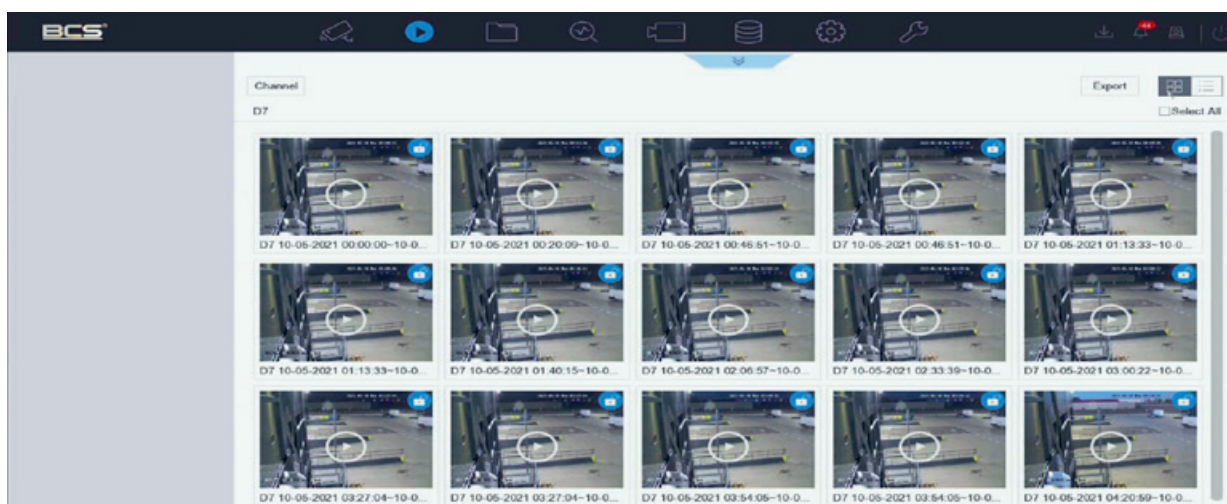 BCS
44
Channel
Export
D7
Select All
D7 10-05-2021 00:00:00~10-0...
D7 10-05-2021 00:20:09~10-0...
D7 10-05-2021 00:46:51~10-0...
D7 10-05-2021 00:46:51~10-0...
D7 10-05-2021 01:13:33~10-0...
D7 10-05-2021 01:13:33~10-0...
D7 10-05-2021 01:40:15~10-0...
D7 10-05-2021 02:06:57~10-0...
D7 10-05-2021 02:33:39~10-0...
D7 10-05-2021 03:00:22~10-0...
D7 10-05-2021 03:27:04~10-0...
D7 10-05-2021 03:27:04~10-0...
D7 10-05-2021 03:54:05~10-0...
D7 10-05-2021 03:54:05~10-0...
D7 10-05-2021 04:20:59~10-0...